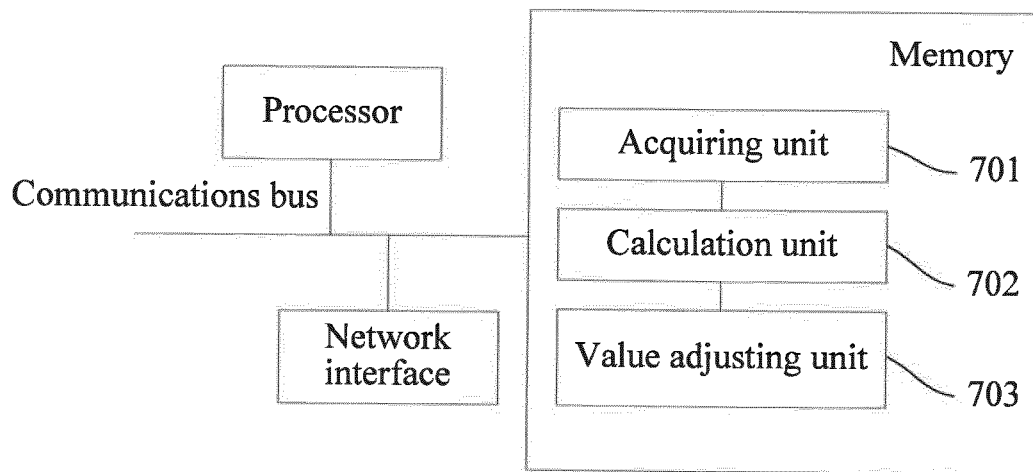 Memory
Processor
Acquiring unit
701
Communications bus
Calculation unit
702
Network
interface
Value adjusting unit
703